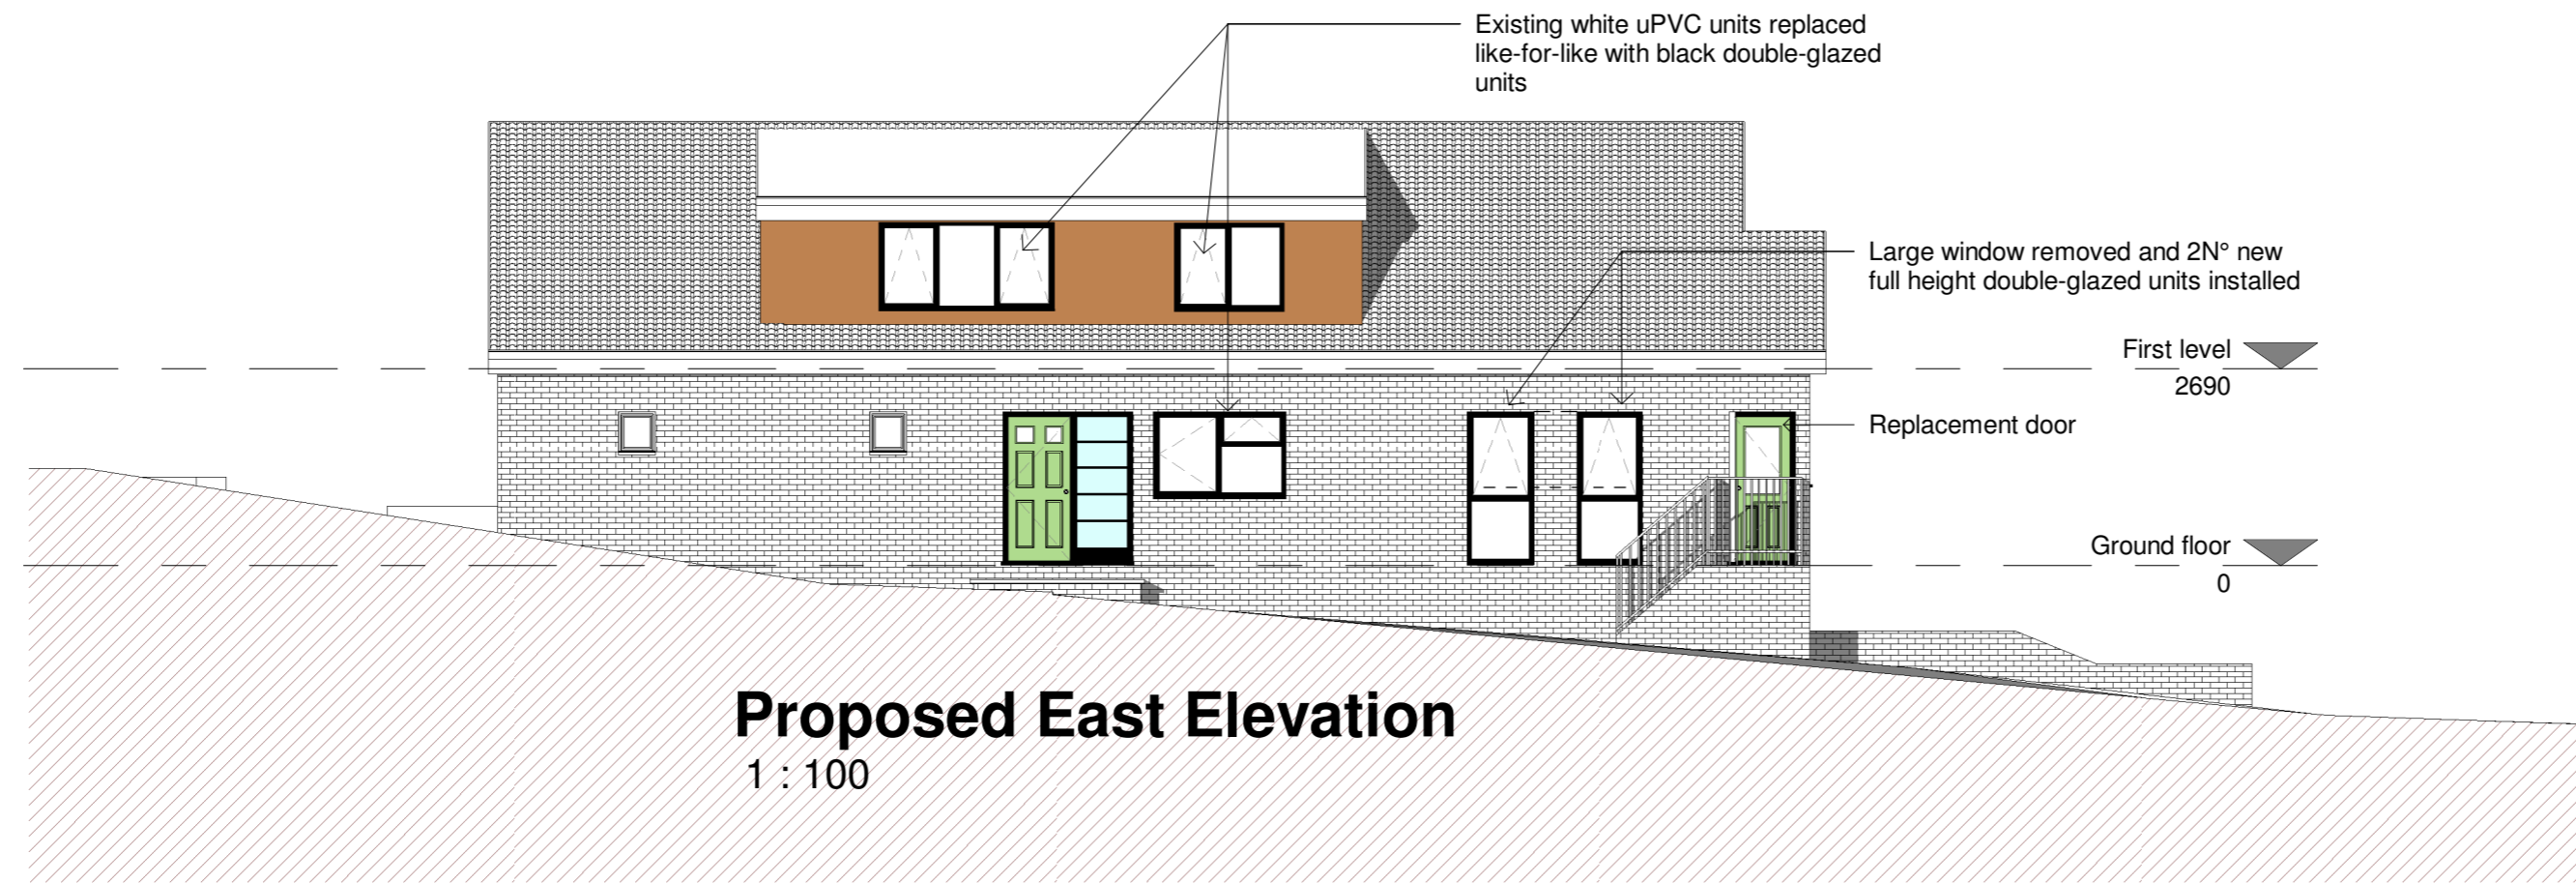 Existing white uPVC units replaced
like-for-like with black double-glazed
units
Large window removed and 2N° new
full height double-glazed units installed
First level
2690
Replacement door
Ground floor
0
Proposed East Elevation
1 : 100